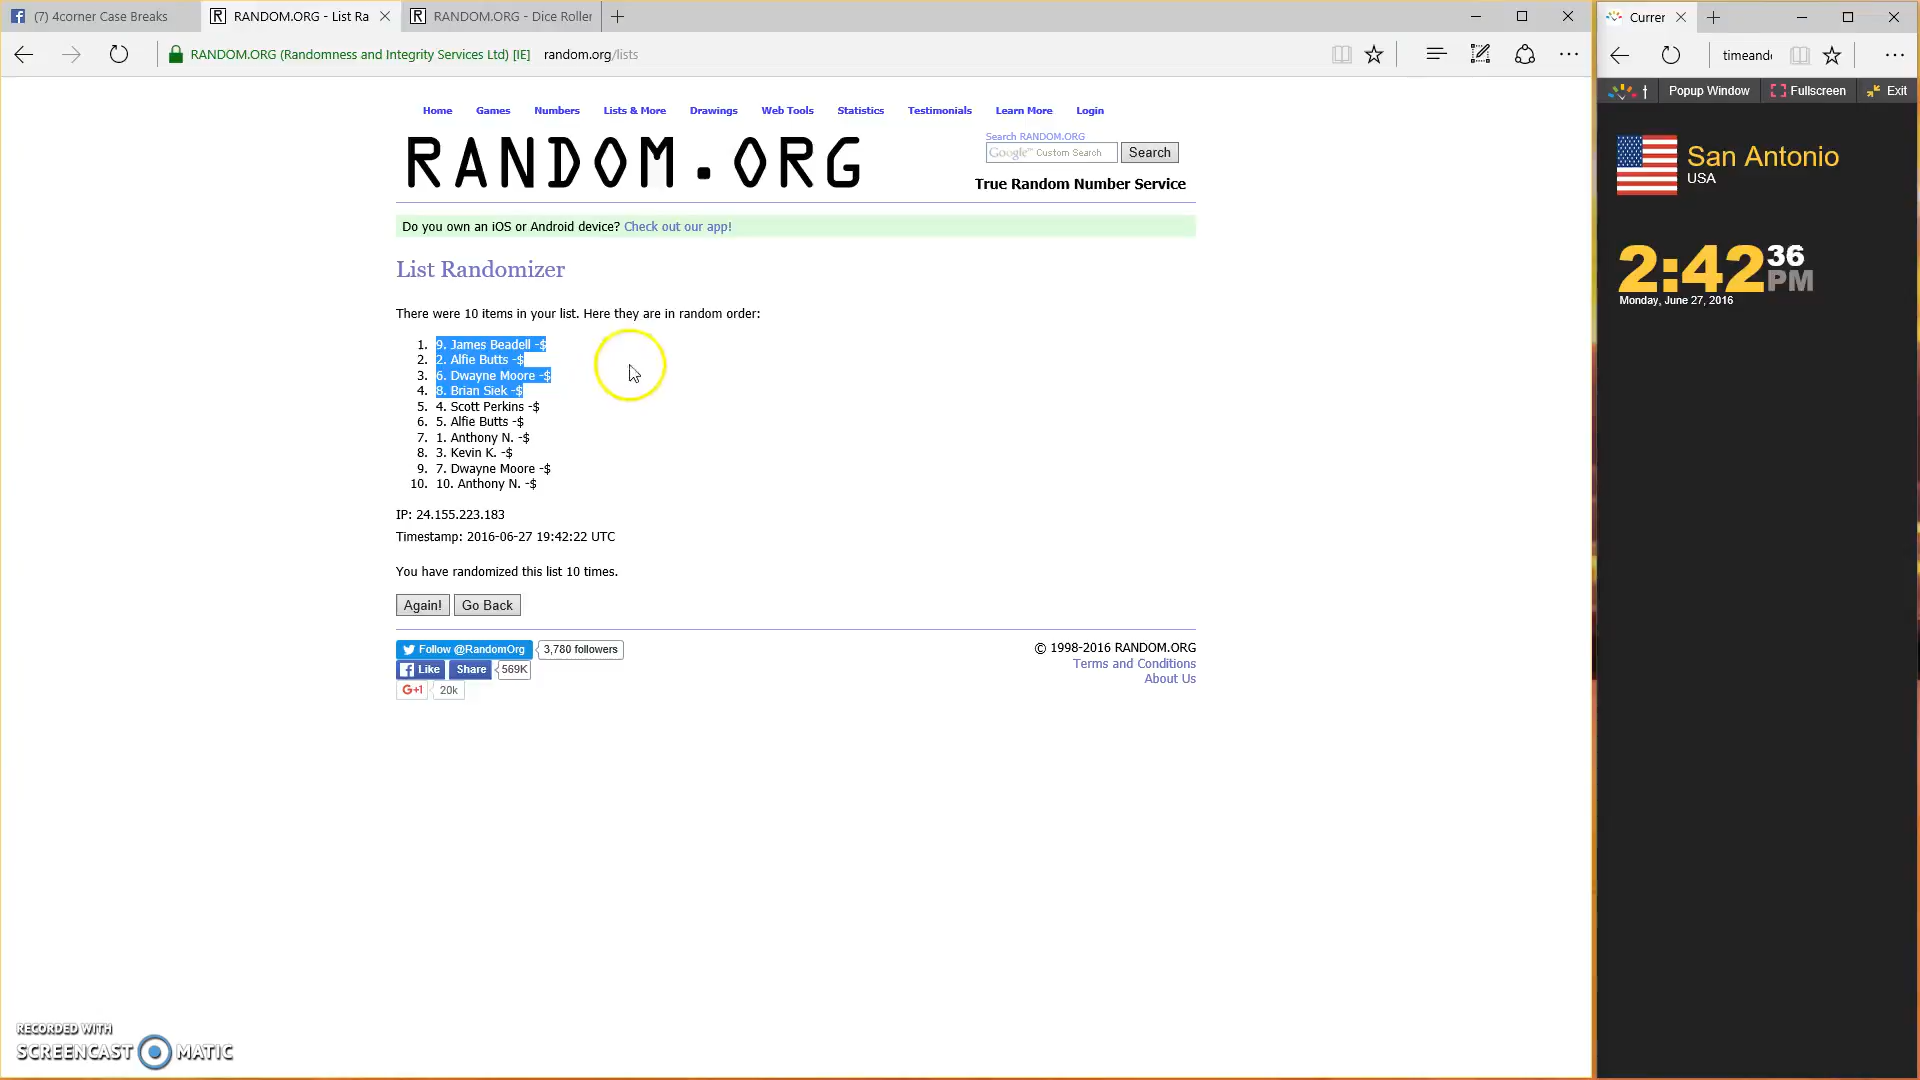 (7) 4corner Case Breaks
RANDOM.ORG - List Ra
RANDOM.ORG - Dice Roller
Curren
RANDOM.ORG (Randomness and Integrity Services Ltd) [IE]
random.org/lists
timeand
Popup Window
Fullscreen
Exit
Home Games Numbers Lists & More Drawings Web Tools Statistics Testimonials Learn More Login
RANDOM.ORG
Search RANDOM.ORG
Google™ Custom Search
Search
True Random Number Service
Do you own an iOS or Android device? Check out our app!
List Randomizer
There were 10 items in your list. Here they are in random order:
1. 9. James Beadell -$
2. 2. Alfie Butts -$
3. 6. Dwayne Moore -$
4. 8. Brian Siek -$
5. 4. Scott Perkins -$
6. 5. Alfie Butts -$
7. 1. Anthony N. -$
8. 3. Kevin K. -$
9. 7. Dwayne Moore -$
10. 10. Anthony N. -$
IP: 24.155.223.183
Timestamp: 2016-06-27 19:42:22 UTC
You have randomized this list 10 times.
Again!
Go Back
Follow @RandomOrg
3,780 followers
Like
Share
569K
G+1
20k
© 1998-2016 RANDOM.ORG
Terms and Conditions
About Us
San Antonio
USA
2:42 36 PM
Monday, June 27, 2016
RECORDED WITH
SCREENCAST MATIC